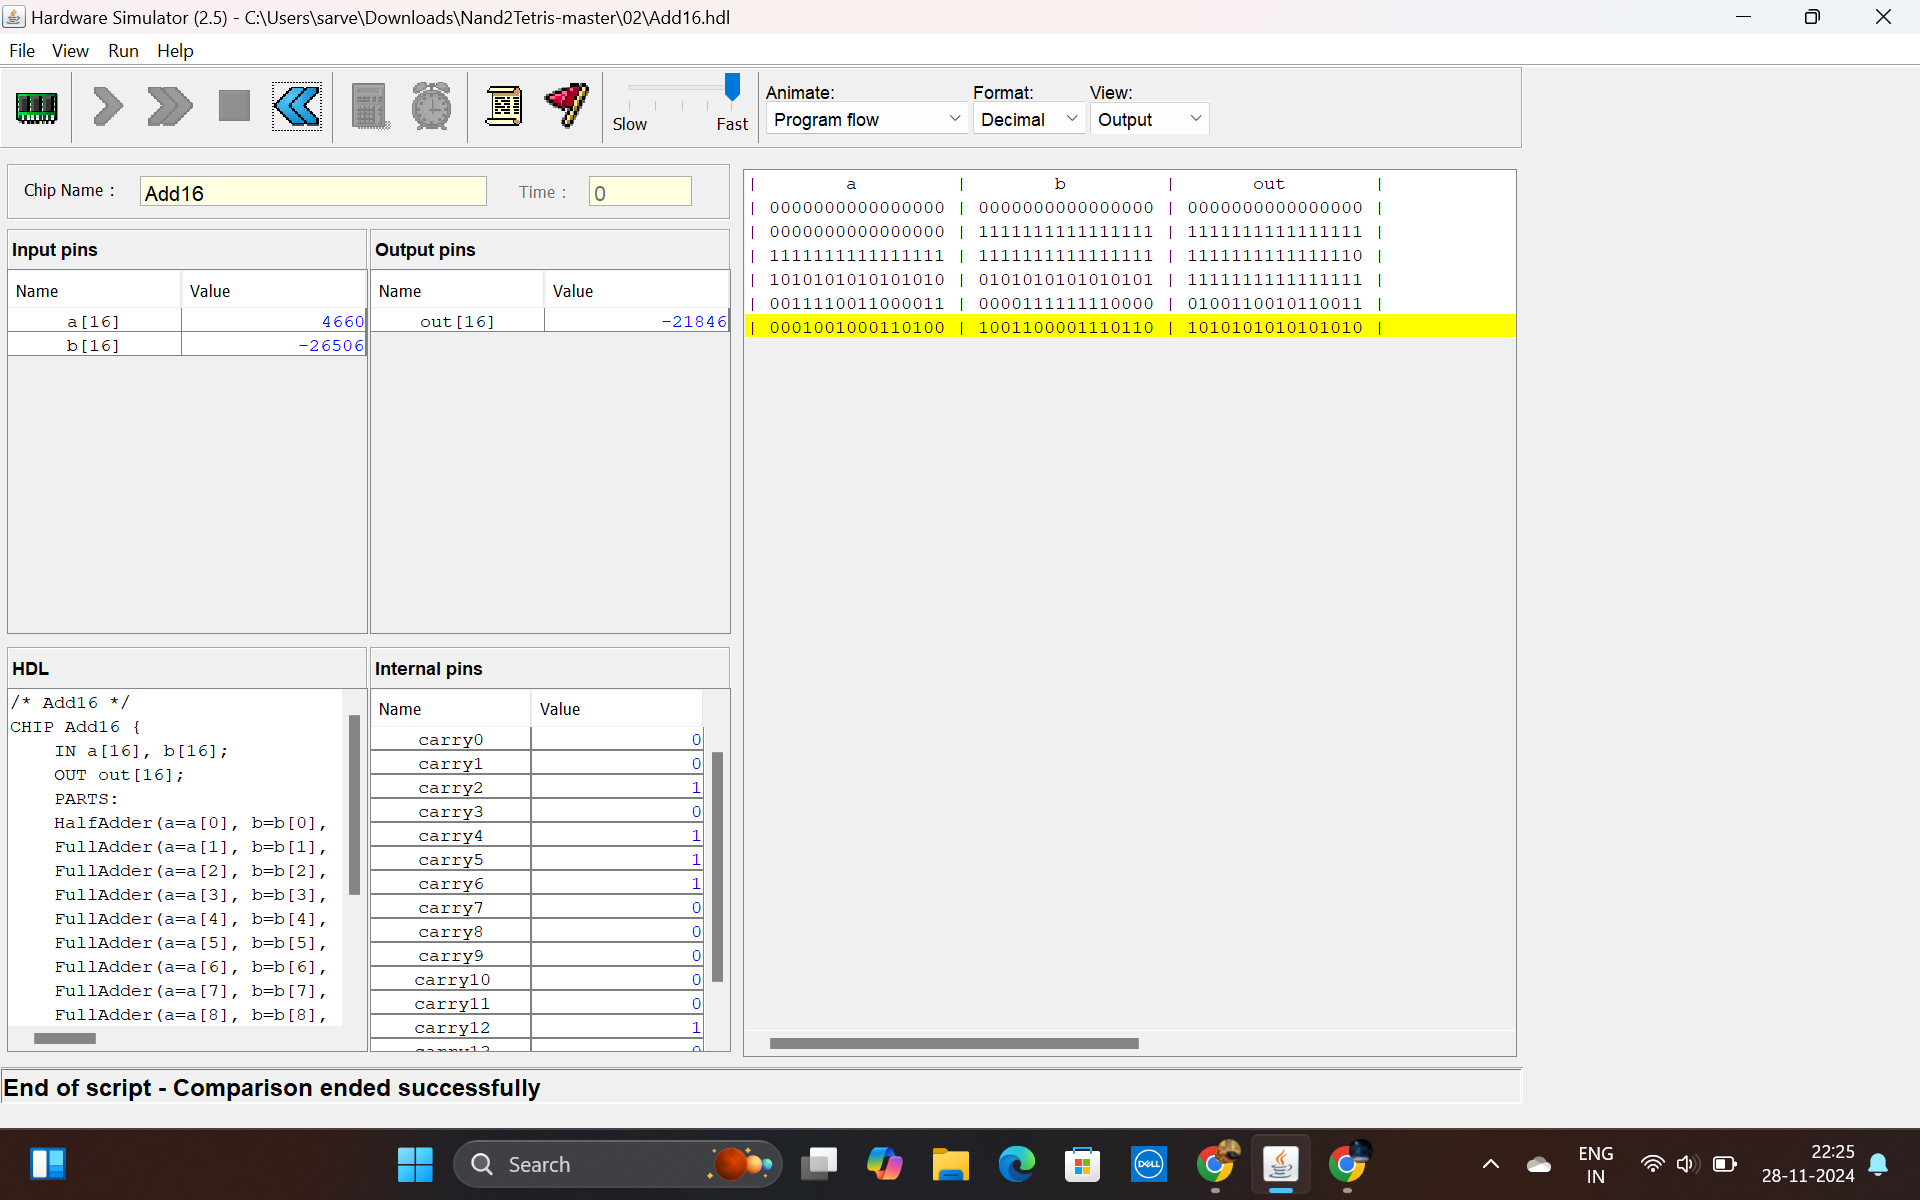 Hardware Simulator (2.5) - C:\Users\sarve\Downloads\Nand2Tetris-master\02\Add16.hdl
File View Run Help
Slow Fast
Animate: Format: View:
Program flow Decimal Output
Chip Name : Add16 Time : 0
Input pins
Name Value
a[16] 4660
b[16] -26506
Output pins
Name Value
out[16] -21846
| a | b | out |
| 0000000000000000 | 0000000000000000 | 0000000000000000 |
| 0000000000000000 | 1111111111111111 | 1111111111111111 |
| 1111111111111111 | 1111111111111111 | 1111111111111110 |
| 1010101010101010 | 0101010101010101 | 1111111111111111 |
| 0011110011000011 | 0000111111110000 | 0100110010110011 |
| 0001001000110100 | 1001100001110110 | 1010101010101010 |
HDL
/* Add16 */
CHIP Add16 {
IN a[16], b[16];
OUT out[16];
PARTS:
HalfAdder(a=a[0], b=b[0],
FullAdder(a=a[1], b=b[1],
FullAdder(a=a[2], b=b[2],
FullAdder(a=a[3], b=b[3],
FullAdder(a=a[4], b=b[4],
FullAdder(a=a[5], b=b[5],
FullAdder(a=a[6], b=b[6],
FullAdder(a=a[7], b=b[7],
FullAdder(a=a[8], b=b[8],
Internal pins
Name Value
carry0 0
carry1 0
carry2 1
carry3 0
carry4 1
carry5 1
carry6 1
carry7 0
carry8 0
carry9 0
carry10 0
carry11 0
carry12 1
End of script - Comparison ended successfully
Search
DELL
ENG
IN
22:25
28-11-2024